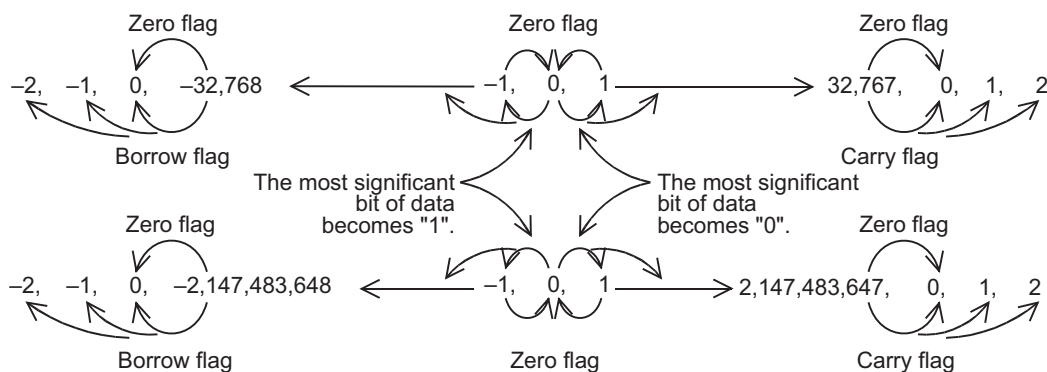 Zero flag Zero flag Zero flag
–2, –1, 0, –32,768 –1, 0, 1 32,767, 0, 1, 2
Borrow flag Carry flag
The most significant
bit of data
becomes "1".
The most significant
bit of data
becomes "0".
Zero flag Zero flag
–2, –1, 0, –2,147,483,648 –1, 0, 1 2,147,483,647, 0, 1, 2
Borrow flag Zero flag Carry flag